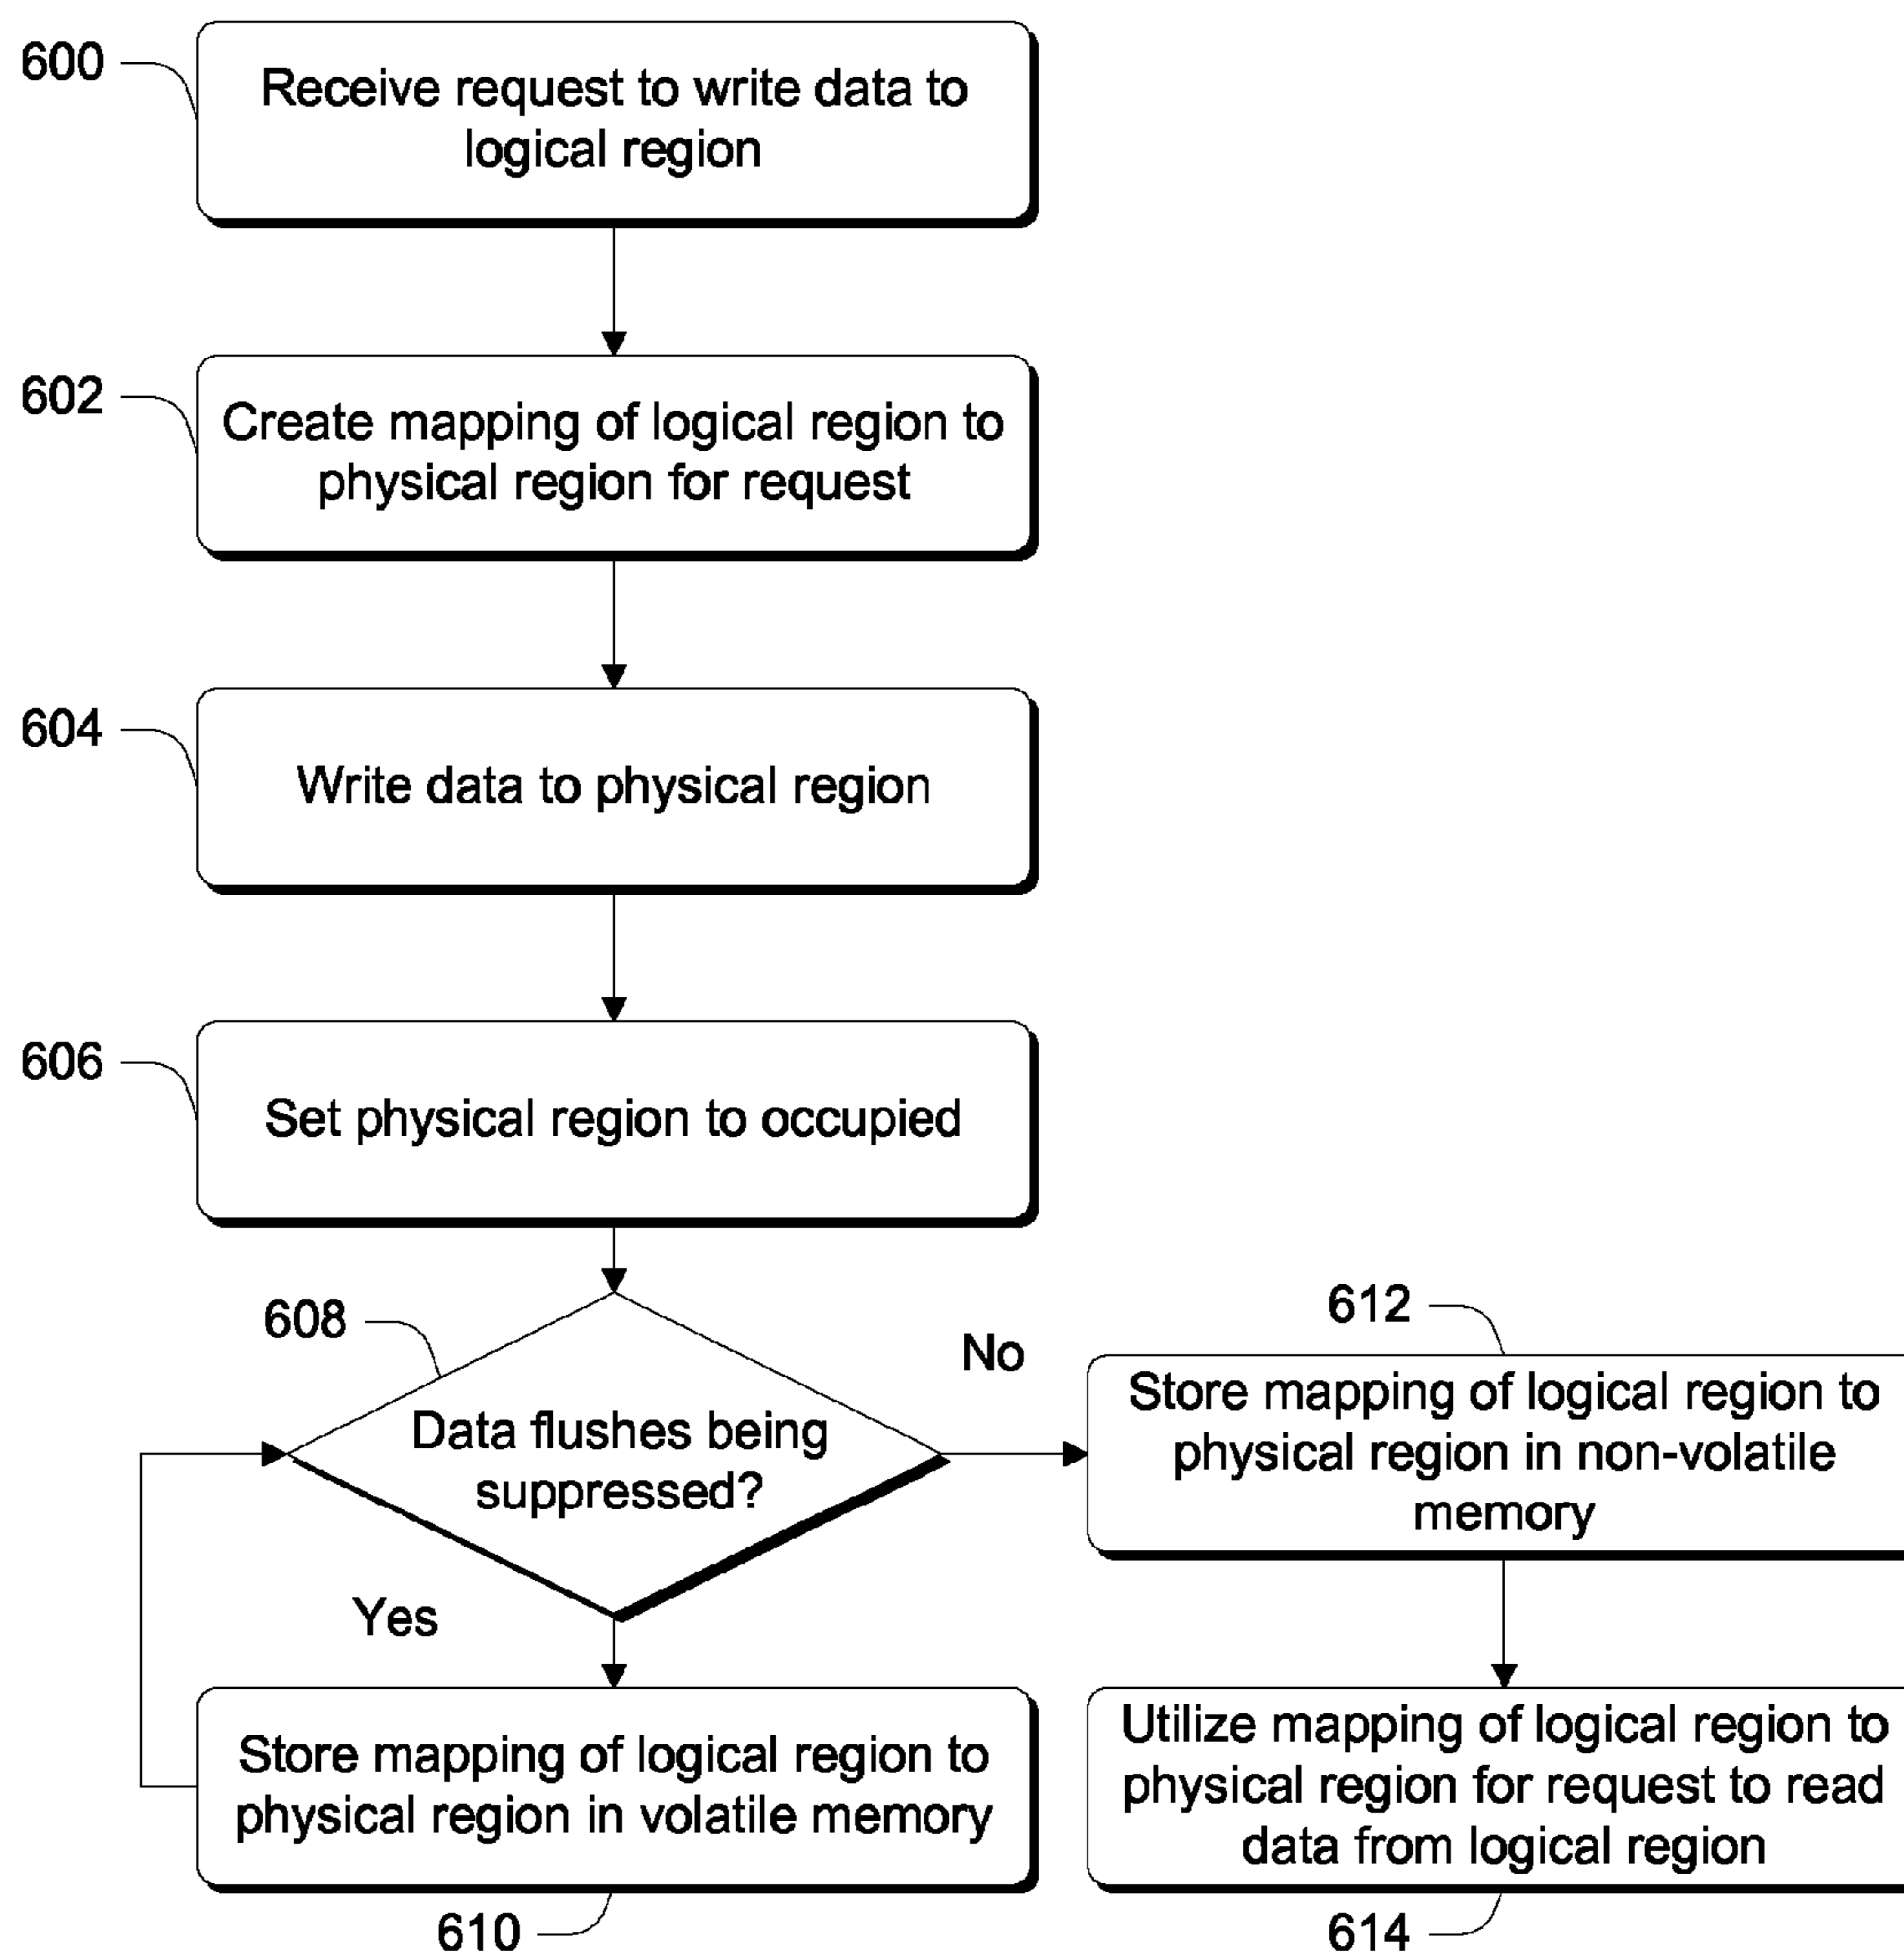 600
Receive request to write data to
logical region
602
Create mapping of logical region to
physical region for request
604
Write data to physical region
606
Set physical region to occupied
608
Data flushes being
suppressed?
No
Yes
612
Store mapping of logical region to
physical region in non-volatile
memory
Store mapping of logical region to
physical region in volatile memory
610
Utilize mapping of logical region to
physical region for request to read
data from logical region
614